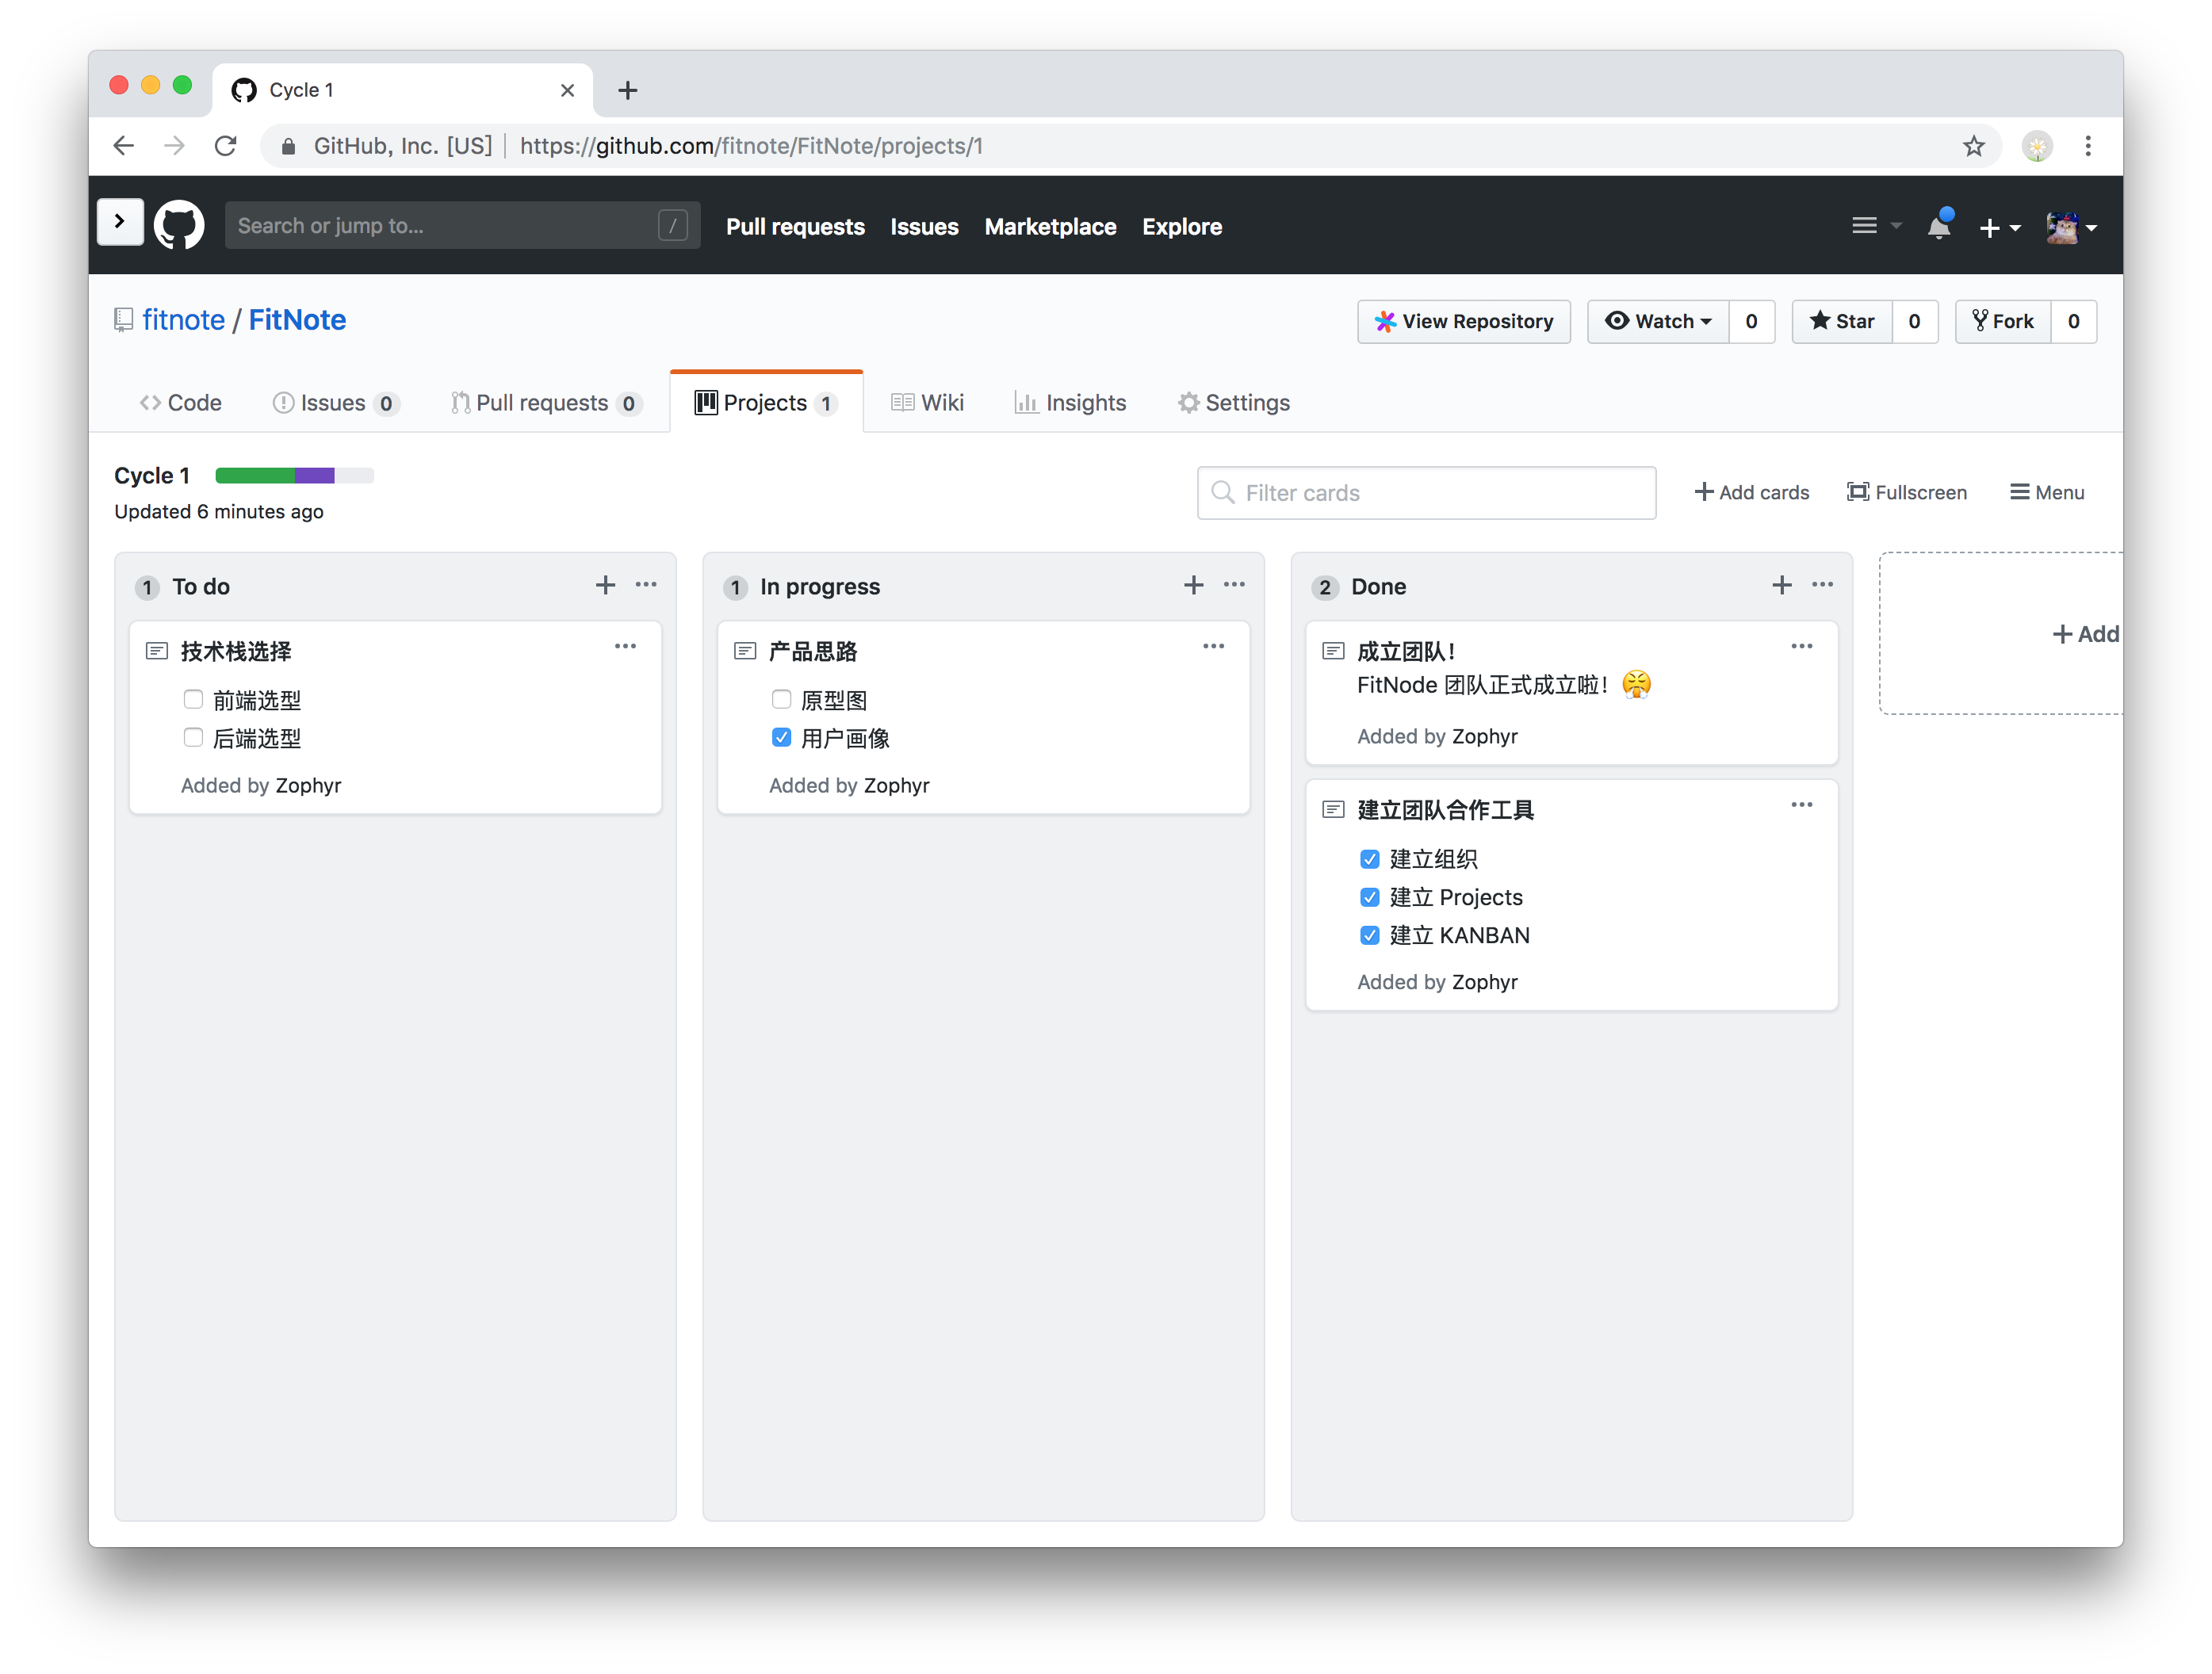 Cycle 1
GitHub, Inc. [US] | https://github.com/fitnote/FitNote/projects/1
Search or jump to... /
Pull requests Issues Marketplace Explore
fitnote / FitNote
View Repository Watch 0 Star 0 Fork 0
Code Issues 0 Pull requests 0 Projects 1 Wiki Insights Settings
Cycle 1
Updated 6 minutes ago
Filter cards
Add cards Fullscreen Menu
1 To do
技术栈选择
前端选型
后端选型
Added by Zophyr
1 In progress
产品思路
原型图
用户画像
Added by Zophyr
2 Done
成立团队！
FitNode 团队正式成立啦！😤
Added by Zophyr
建立团队合作工具
建立组织
建立 Projects
建立 KANBAN
Added by Zophyr
Add